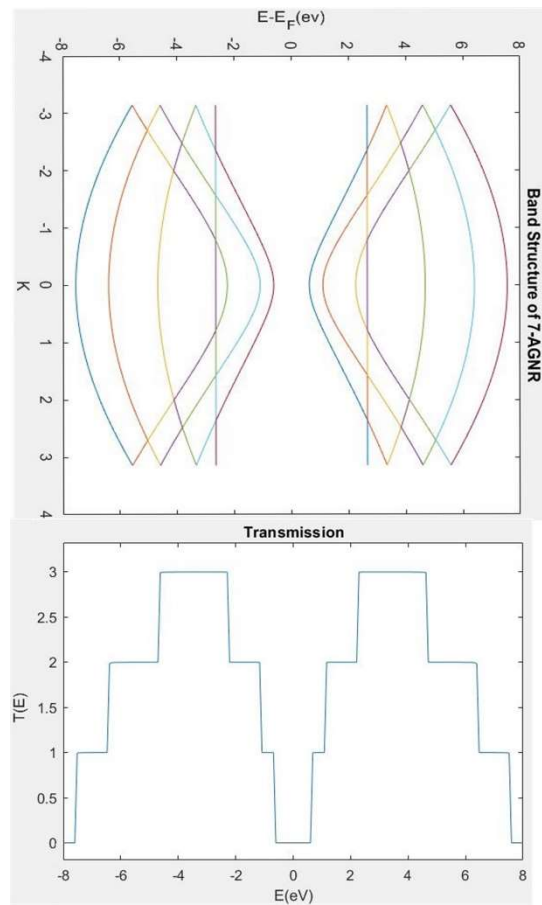 E-E_F(ev)
-8 -6 -4 -2 0 2 4 6 8
-4
-3
-2
-1
0
1
2
3
4
K
Band Structure of 7-AGNR
Transmission
T(E)
3
2.5
2
1.5
1
0.5
0
-8 -6 -4 -2 0 2 4 6 8
E(eV)